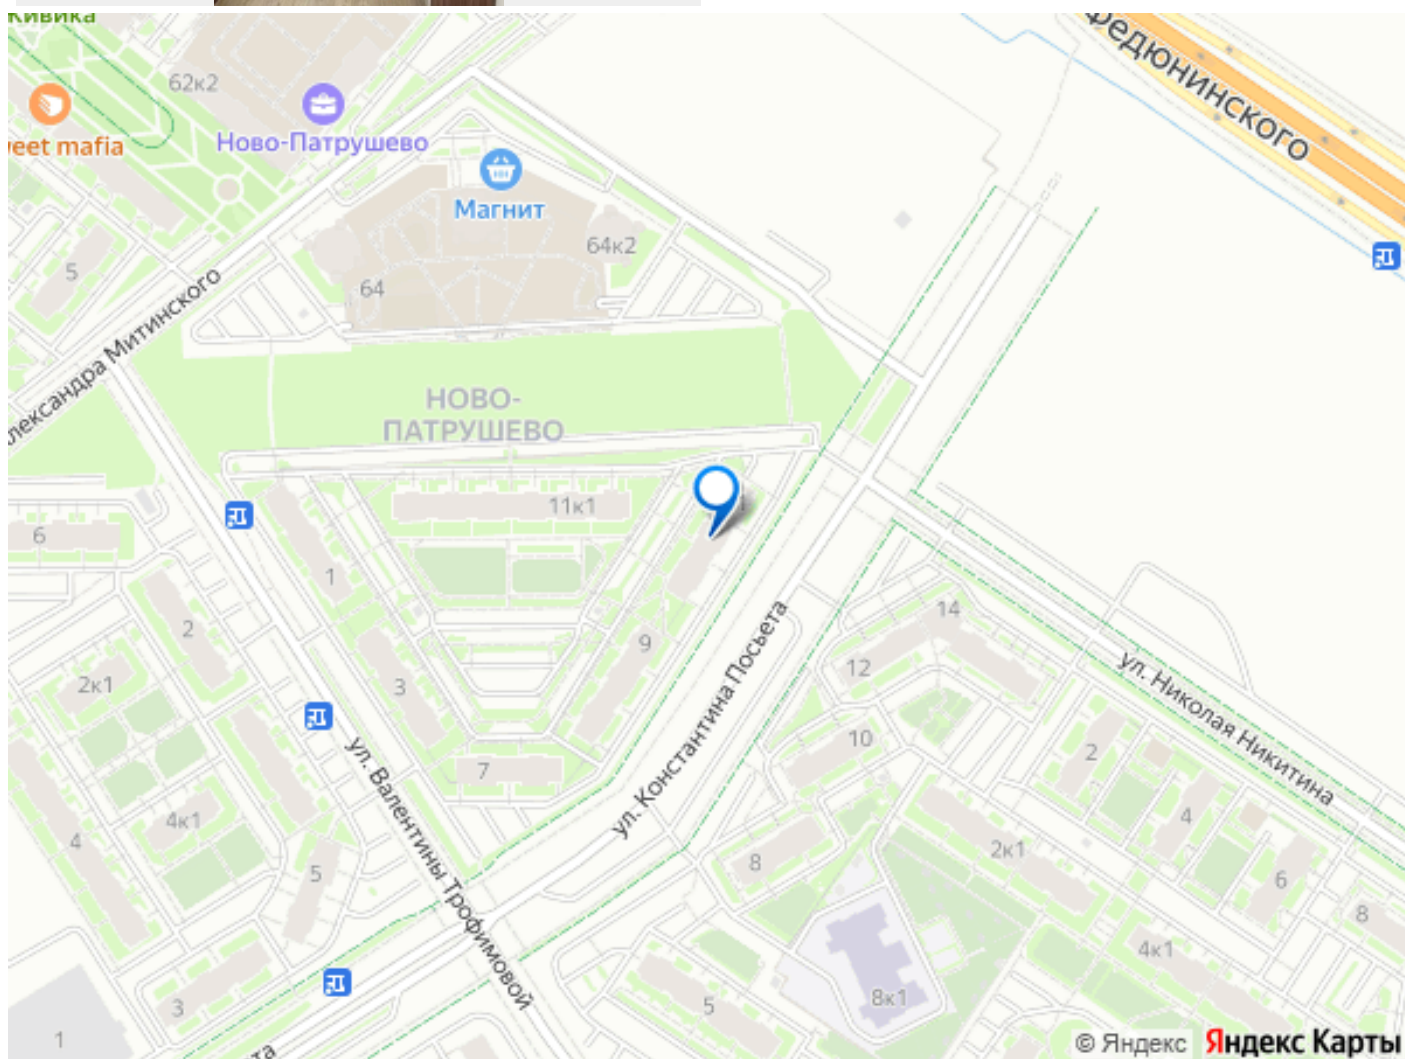 Кивика
62к2
Ново-Патрушево
eet mafia
Магнит
Федюнинского
5
64к2
64
Александра Митинского
НОВО-
ПАТРУШЕВО
11к1
6
1
2
9
14
2к1
3
12
ул. Константина Посьета
ул. Николая Никитина
10
2
7
ул. Валентины Трофимовой
4к1
4
4
5
8
2к1
6
8
4к1
3
5
8к1
1
та
© Яндекс
Яндекс Карты